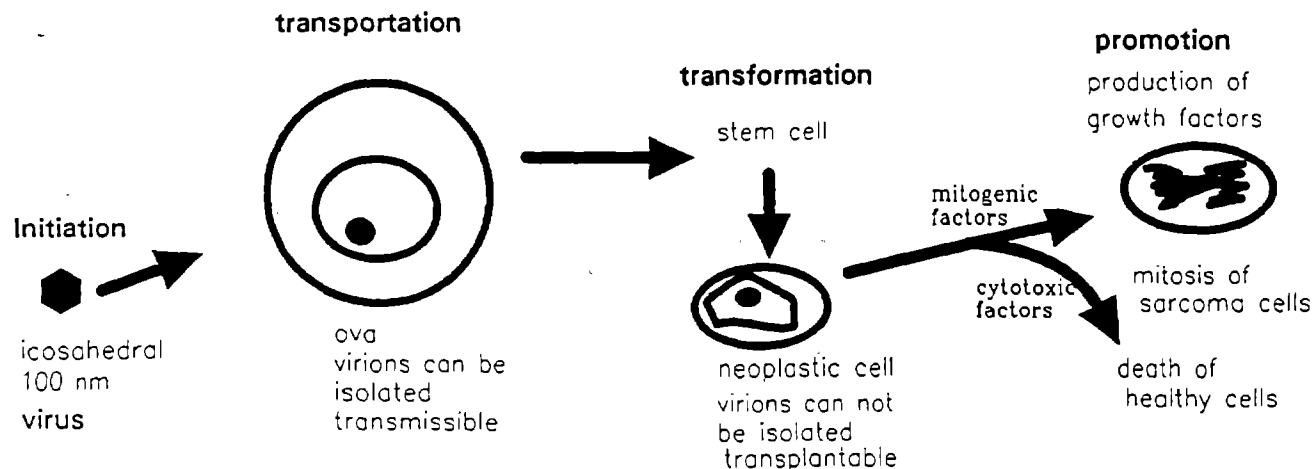 transportation
promotion
production of
growth factors
transformation
stem cell
mitogenic
factors
Initiation
mitosis of
sarcoma cells
cytotoxic
factors
icosahedral
100 nm
virus
ova
virions can be
isolated
transmissible
neoplastic cell
virions can not
be isolated
transplantable
death of
healthy cells